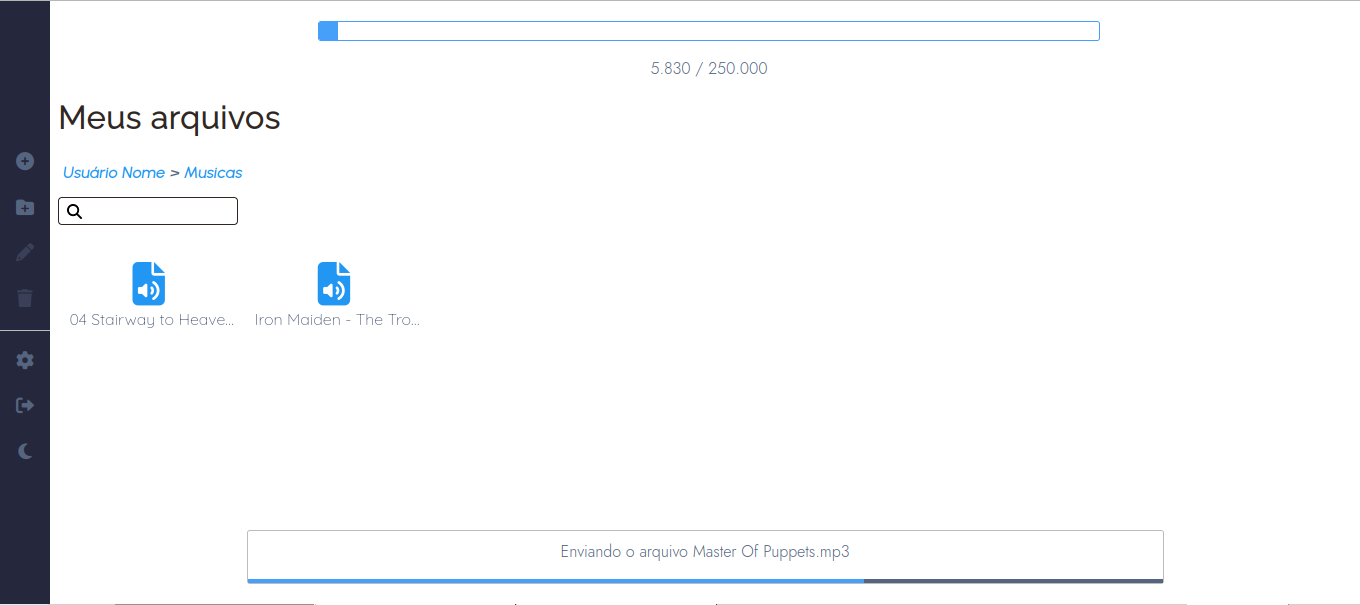 5.830 / 250.000
Meus arquivos
Usuário Nome > Musicas
04 Stairway to Heave...
Iron Maiden - The Tro...
Enviando o arquivo Master Of Puppets.mp3